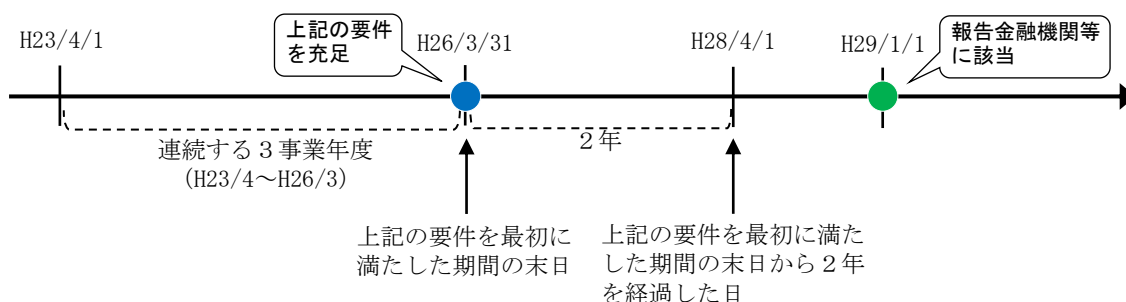 上記の要件
を充足
報告金融機関等
に該当
H23/4/1
H26/3/31
H28/4/1
H29/1/1
連続する３事業年度
(H23/4～H26/3)
２年
上記の要件を最初に
満たした期間の末日
上記の要件を最初に満た
した期間の末日から２年
を経過した日